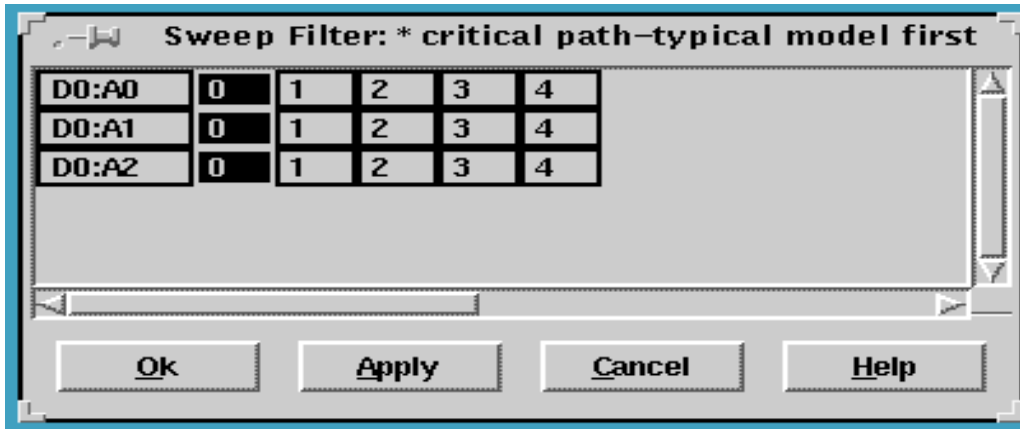 Sweep Filter: * critical path-typical model first
D0:A0 0 1 2 3 4
D0:A1 0 1 2 3 4
D0:A2 0 1 2 3 4
Ok Apply Cancel Help